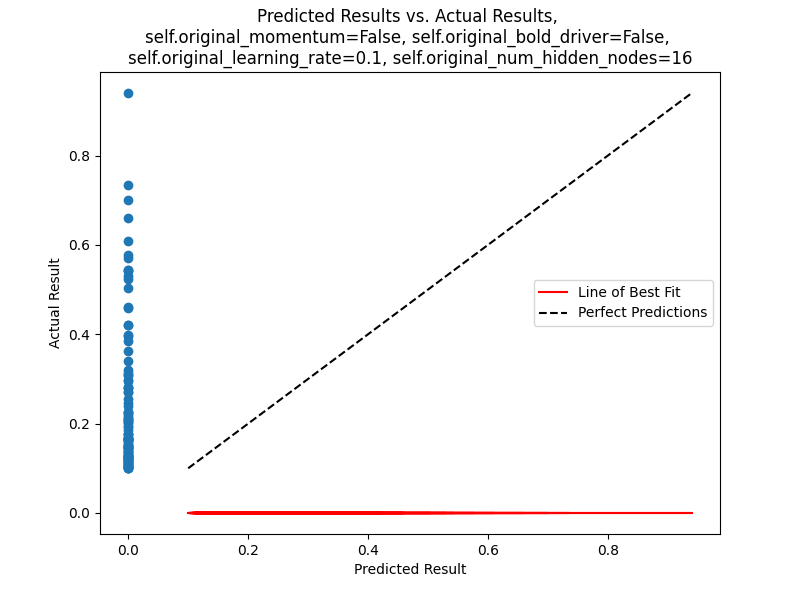 Predicted Results vs. Actual Results,
self.original_momentum=False, self.original_bold_driver=False,
self.original_learning_rate=0.1, self.original_num_hidden_nodes=16
0.8
0.6
0.4
0.2
0.0
Actual Result
Line of Best Fit
Perfect Predictions
0.0 0.2 0.4 0.6 0.8
Predicted Result